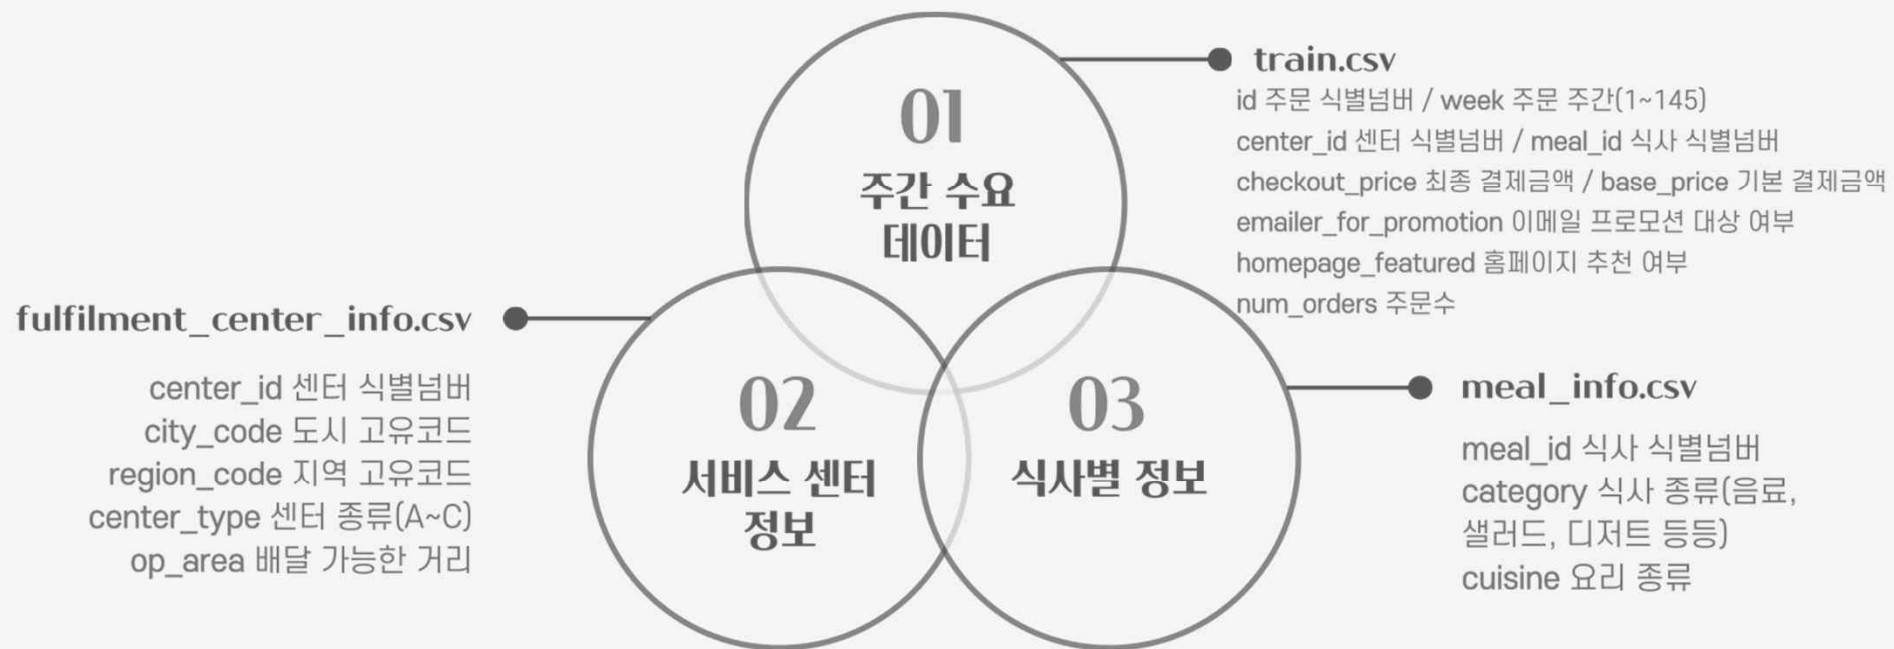 01
주간 수요
데이터
train.csv
id 주문 식별넘버 / week 주문 주간(1~145)
center_id 센터 식별넘버 / meal_id 식사 식별넘버
checkout_price 최종 결제금액 / base_price 기본 결제금액
emailer_for_promotion 이메일 프로모션 대상 여부
homepage_featured 홈페이지 추천 여부
num_orders 주문수
fulfilment_center_info.csv
center_id 센터 식별넘버
city_code 도시 고유코드
region_code 지역 고유코드
center_type 센터 종류(A~C)
op_area 배달 가능한 거리
02
서비스 센터
정보
03
식사별 정보
meal_info.csv
meal_id 식사 식별넘버
category 식사 종류(음료,
샐러드, 디저트 등등)
cuisine 요리 종류